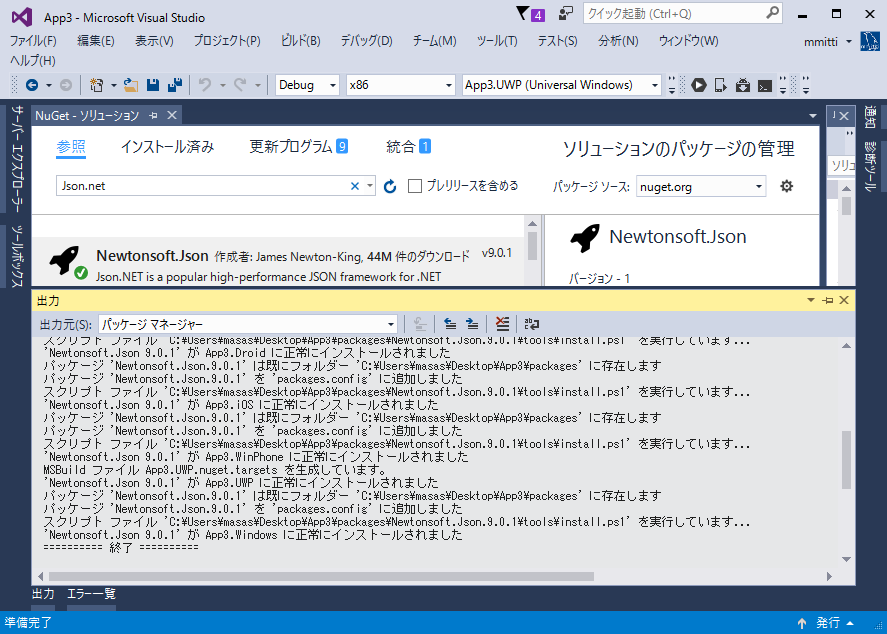 App3 - Microsoft Visual Studio
4
クイック起動 (Ctrl+Q)
ファイル(F) 編集(E) 表示(V) プロジェクト(P) ビルド(B) デバッグ(D) チーム(M) ツール(T) テスト(S) 分析(N) ウィンドウ(W)
mmitti
ヘルプ(H)
Debug x86 App3.UWP (Universal Windows)
サーバー エクスプローラー
ツールボックス
NuGet - ソリューション
参照 インストール済み 更新プログラム 9 統合 1
ソリューションのパッケージの管理
Json.net
プレリリースを含める
パッケージ ソース: nuget.org
Newtonsoft.Json 作成者: James Newton-King, 44M 件のダウンロード v9.0.1
Json.NET is a popular high-performance JSON framework for .NET
Newtonsoft.Json
バージョン - 1
ソリュ
通知
診断ツール
出力
出力元(S): パッケージ マネージャー
スクリプト ファイル 'C:¥Users¥masas¥Desktop¥App3¥packages¥Newtonsoft.Json.9.0.1¥tools¥install.ps1' を実行しています...
'Newtonsoft.Json 9.0.1' が App3.Droid に正常にインストールされました
パッケージ 'Newtonsoft.Json.9.0.1' は既にフォルダー 'C:¥Users¥masas¥Desktop¥App3¥packages' に存在します
パッケージ 'Newtonsoft.Json.9.0.1' を 'packages.config' に追加しました
スクリプト ファイル 'C:¥Users¥masas¥Desktop¥App3¥packages¥Newtonsoft.Json.9.0.1¥tools¥install.ps1' を実行しています...
'Newtonsoft.Json 9.0.1' が App3.iOS に正常にインストールされました
パッケージ 'Newtonsoft.Json.9.0.1' は既にフォルダー 'C:¥Users¥masas¥Desktop¥App3¥packages' に存在します
パッケージ 'Newtonsoft.Json.9.0.1' を 'packages.config' に追加しました
スクリプト ファイル 'C:¥Users¥masas¥Desktop¥App3¥packages¥Newtonsoft.Json.9.0.1¥tools¥install.ps1' を実行しています...
'Newtonsoft.Json 9.0.1' が App3.WinPhone に正常にインストールされました
MSBuild ファイル App3.UWP.nuget.targets を生成しています。
'Newtonsoft.Json 9.0.1' が App3.UWP に正常にインストールされました
パッケージ 'Newtonsoft.Json.9.0.1' は既にフォルダー 'C:¥Users¥masas¥Desktop¥App3¥packages' に存在します
パッケージ 'Newtonsoft.Json.9.0.1' を 'packages.config' に追加しました
スクリプト ファイル 'C:¥Users¥masas¥Desktop¥App3¥packages¥Newtonsoft.Json.9.0.1¥tools¥install.ps1' を実行しています...
'Newtonsoft.Json 9.0.1' が App3.Windows に正常にインストールされました
========== 終了 ==========
出力 エラー一覧
準備完了
発行